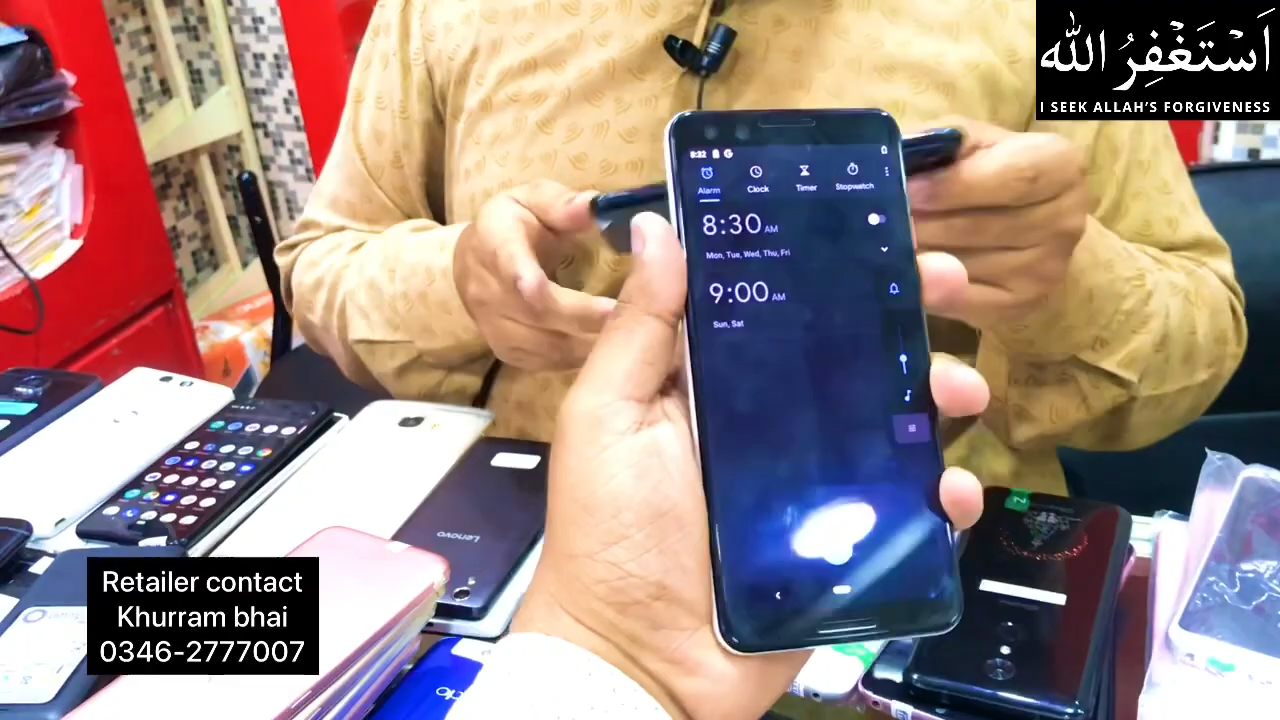 اَسْتَغْفِرُ اللّٰه
I SEEK ALLAH'S FORGIVENESS
8:32
Alarm
Clock
Timer
Stopwatch
8:30 AM
Mon, Tue, Wed, Thu, Fri
9:00 AM
Sun, Sat
Lenovo
Retailer contact
Khurram bhai
0346-2777007